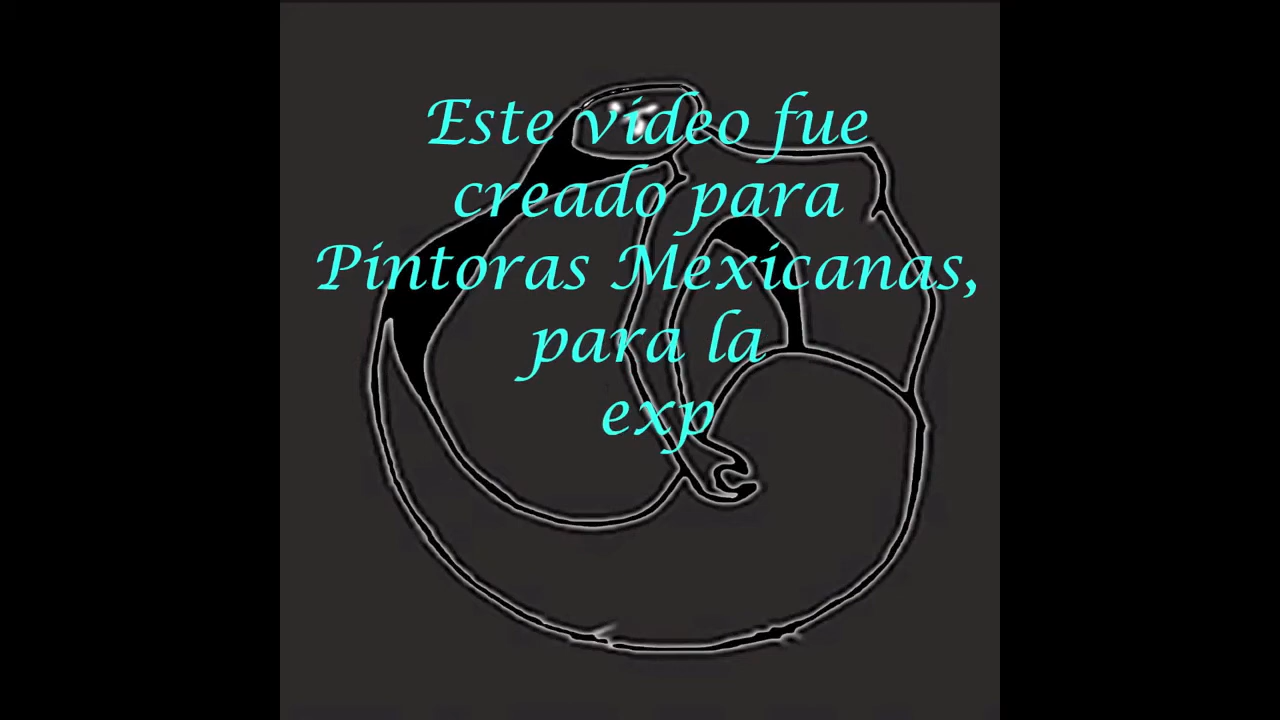 Este video fue
creado para
Pintoras Mexicanas,
para la
exp